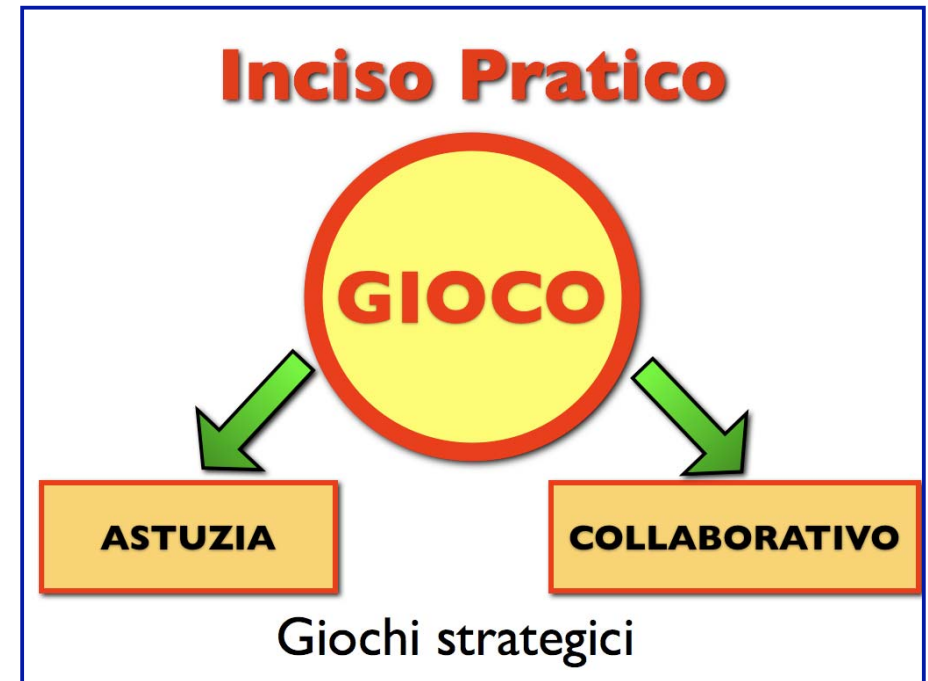 Inciso Pratico
GIOCO
ASTUZIA
COLLABORATIVO
Giochi strategici